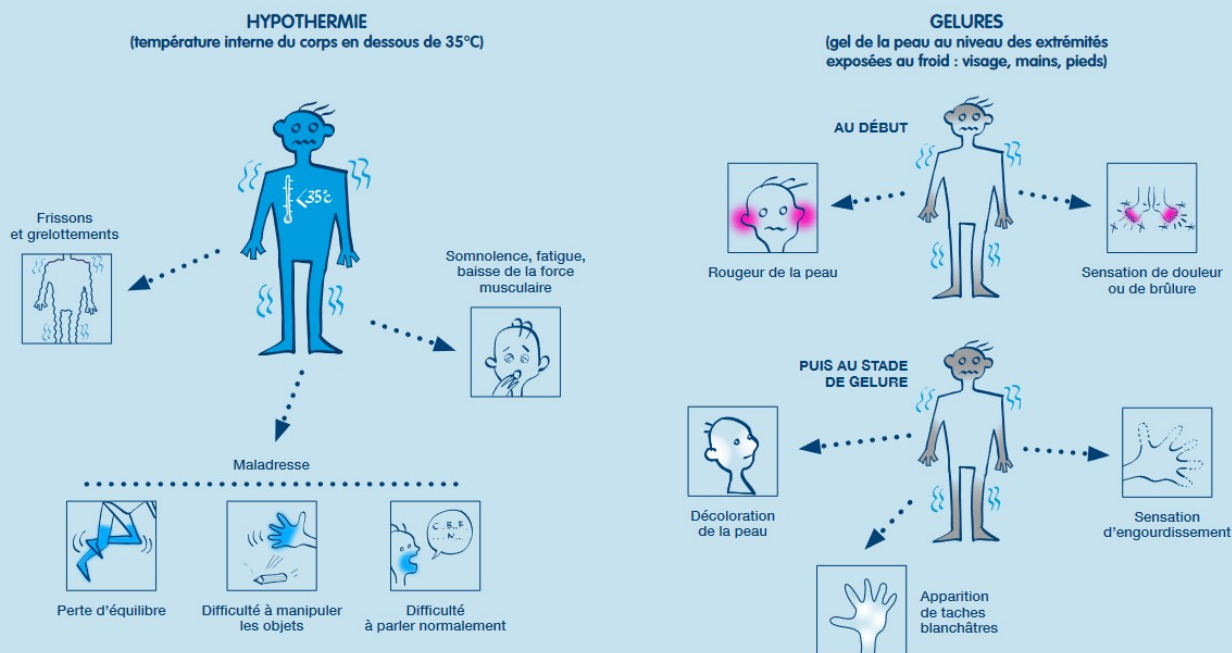 HYPOTHERMIE
(température interne du corps en dessous de 35°C)
<35°C
Frissons
et grelottements
Somnolence, fatigue,
baisse de la force
musculaire
Maladresse
C..B..F..
...N...
Perte d'équilibre
Difficulté à manipuler
les objets
Difficulté
à parler normalement
GELURES
(gel de la peau au niveau des extrémités
exposées au froid : visage, mains, pieds)
AU DÉBUT
Rougeur de la peau
Sensation de douleur
ou de brûlure
PUIS AU STADE
DE GELURE
Décoloration
de la peau
Sensation
d'engourdissement
Apparition
de taches
blanchâtres